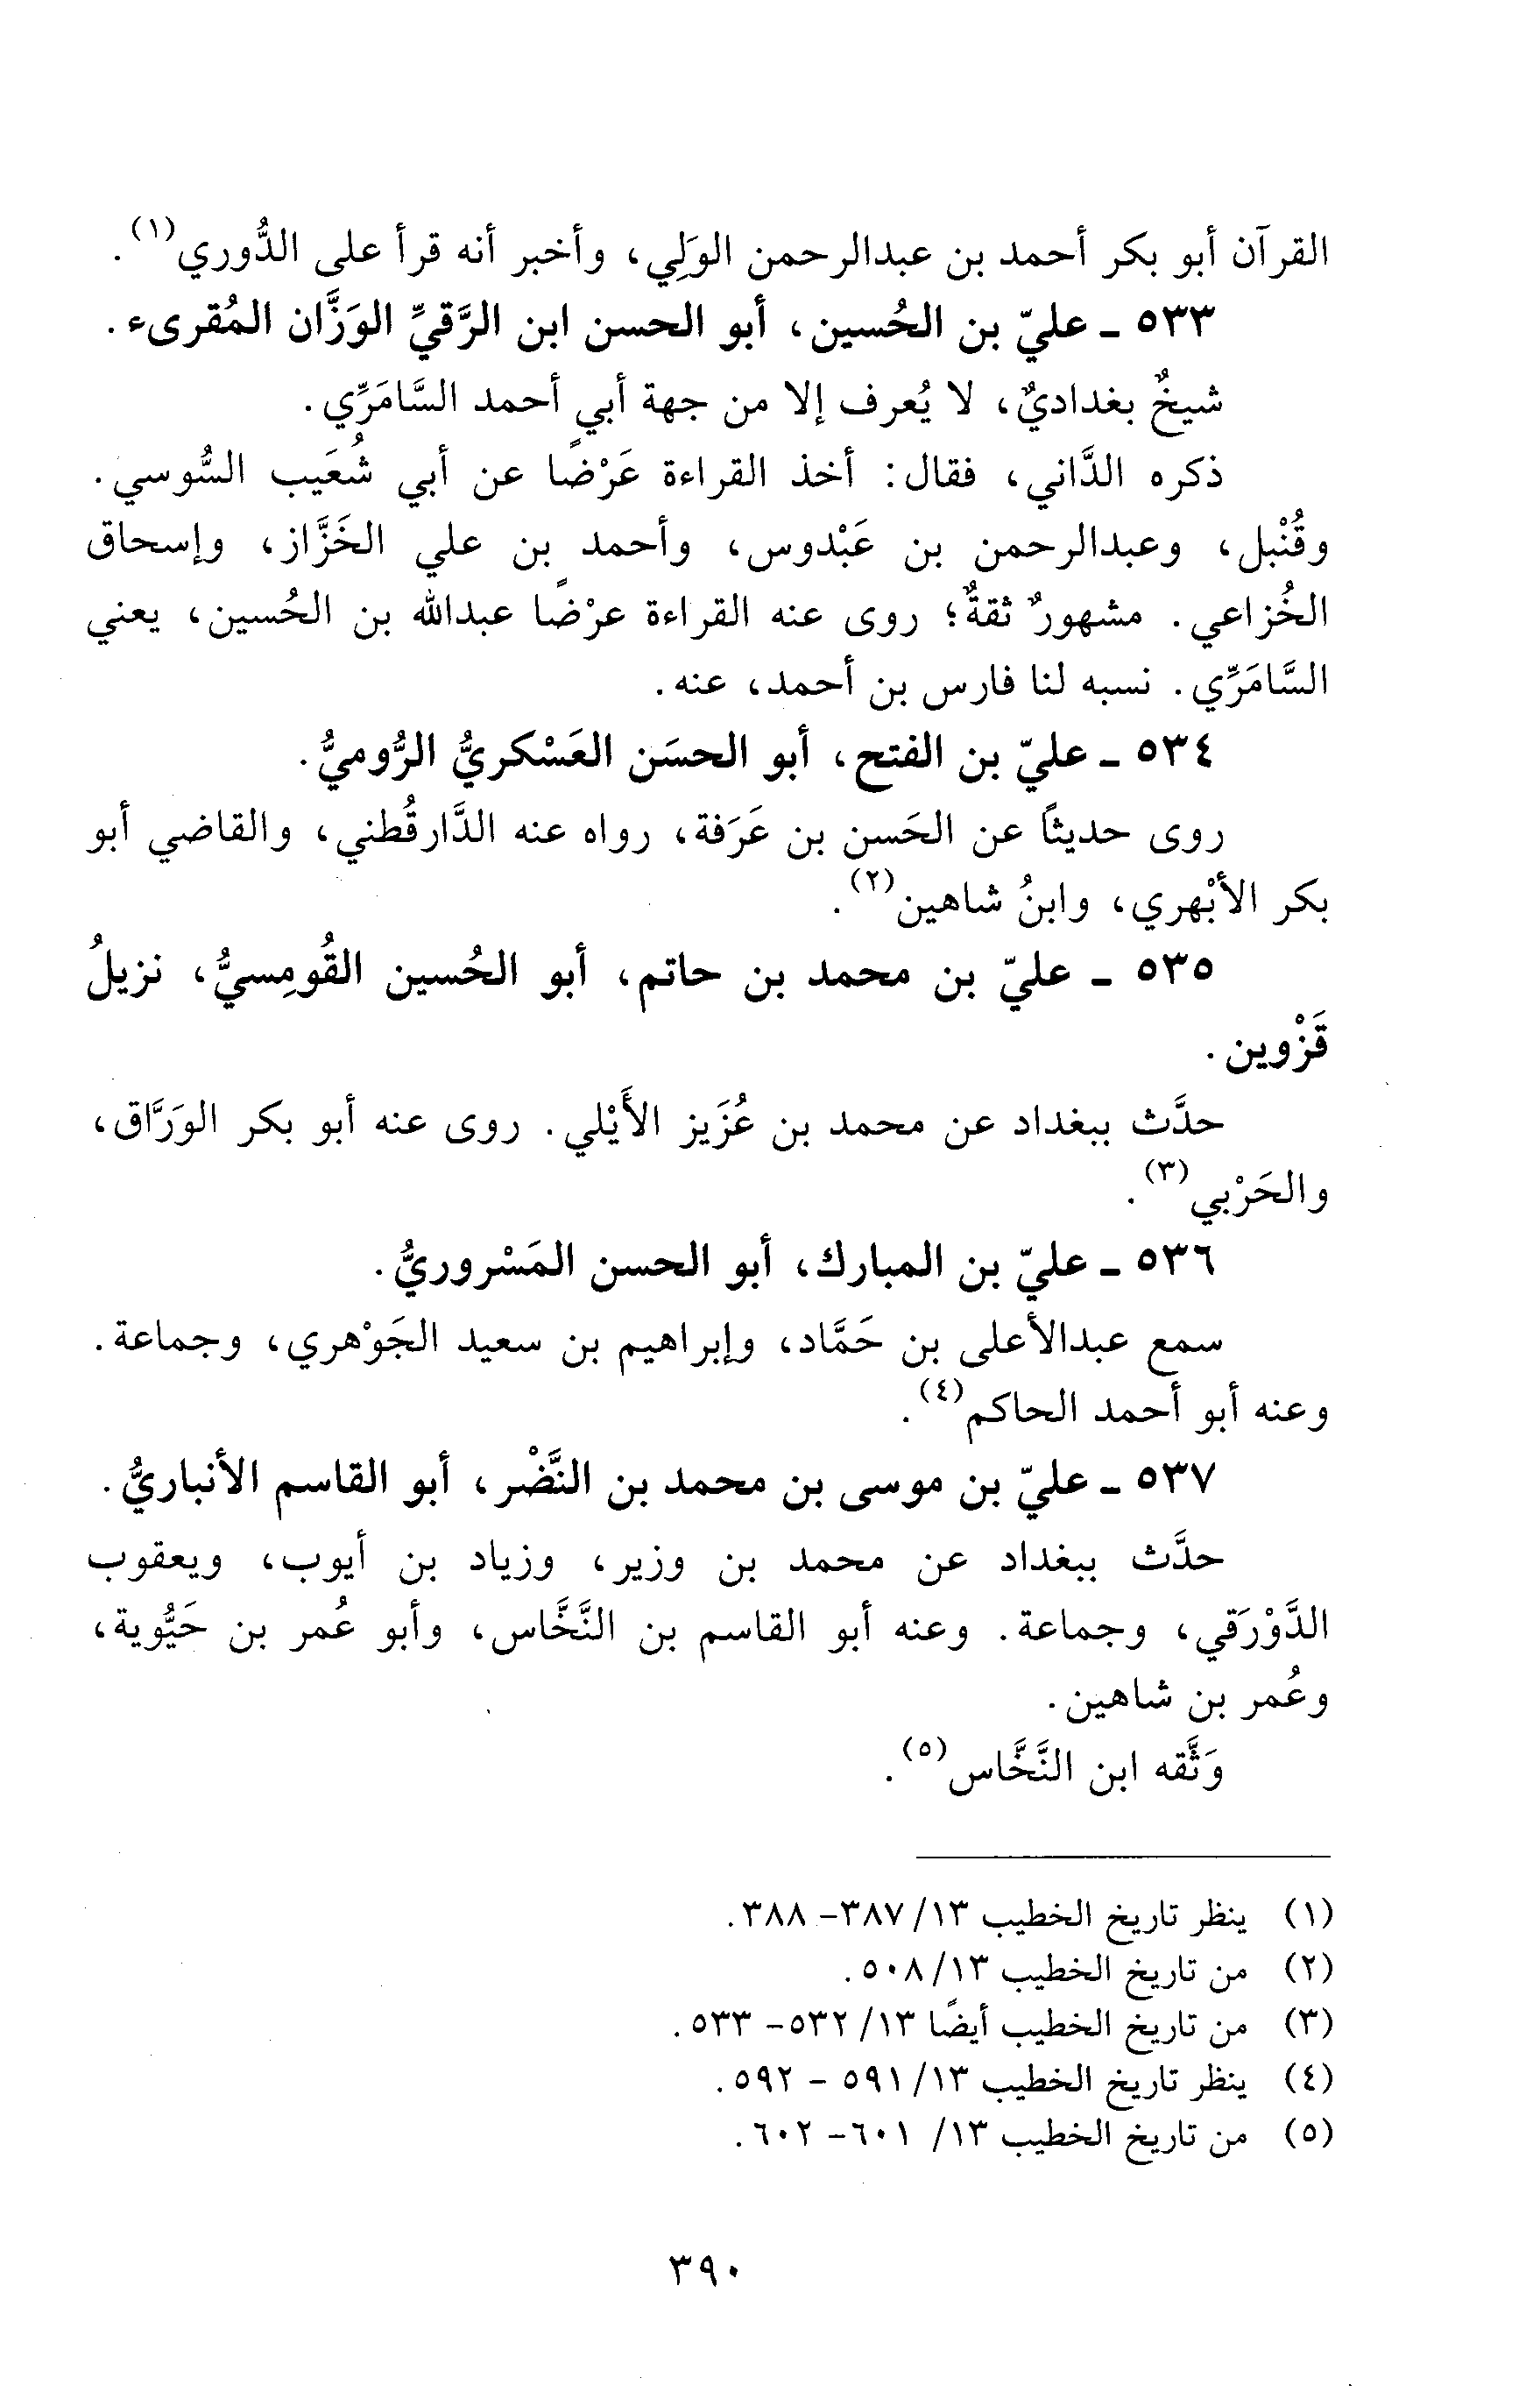 القرآن أبو بكر أحمد بن عبدالرحمن الوَلِي، وأخبر أنه قرأ على الدُّوري(١).
٥٣٣ ـ عليّ بن الحُسين، أبو الحسن ابن الرَّقيِّ الوَزَّان المُقرىء.
شيخٌ بغداديٌ، لا يُعرف إلا من جهة أبي أحمد السَّامَرِّي.
ذكره الدَّاني، فقال: أخذ القراءة عَرْضًا عن أبي شُعَيب السُّوسي.
وقُنْبل، وعبدالرحمن بن عَبْدوس، وأحمد بن علي الخَزَّاز، وإسحاق
الخُزاعي. مشهورٌ ثقةٌ؛ روى عنه القراءة عرْضًا عبدالله بن الحُسين، يعني
السَّامَرِّي. نسبه لنا فارس بن أحمد، عنه.
٥٣٤ ـ عليّ بن الفتح، أبو الحسَن العَسْكريُّ الرُّوميُّ.
روى حديثاً عن الحَسن بن عَرَفة، رواه عنه الدَّارقُطني، والقاضي أبو
بكر الأبْهري، وابنُ شاهين(٢).
٥٣٥ ـ عليّ بن محمد بن حاتم، أبو الحُسين القُومِسيُّ، نزيلُ
قَزْوين.
حدَّث ببغداد عن محمد بن عُزَيز الأَيْلي. روى عنه أبو بكر الوَرَّاق،
والحَرْبي(٣).
٥٣٦ ـ عليّ بن المبارك، أبو الحسن المَسْروريُّ.
سمع عبدالأعلى بن حَمَّاد، وإبراهيم بن سعيد الجَوْهري، وجماعة.
وعنه أبو أحمد الحاكم(٤).
٥٣٧ ـ عليّ بن موسى بن محمد بن النَّضْر، أبو القاسم الأنباريُّ.
حدَّث ببغداد عن محمد بن وزير، وزياد بن أيوب، ويعقوب
الدَّوْرَقي، وجماعة. وعنه أبو القاسم بن النَّخَّاس، وأبو عُمر بن حَيُّوية،
وعُمر بن شاهين.
وَثَّقه ابن النَّخَّاس(٥).
(١) ينظر تاريخ الخطيب ١٣/ ٣٨٧- ٣٨٨.
(٢) من تاريخ الخطيب ١٣/ ٥٠٨.
(٣) من تاريخ الخطيب أيضًا ١٣/ ٥٣٢- ٥٣٣.
(٤) ينظر تاريخ الخطيب ١٣/ ٥٩١ - ٥٩٢.
(٥) من تاريخ الخطيب ١٣/ ٦٠١- ٦٠٢.
٣٩٠